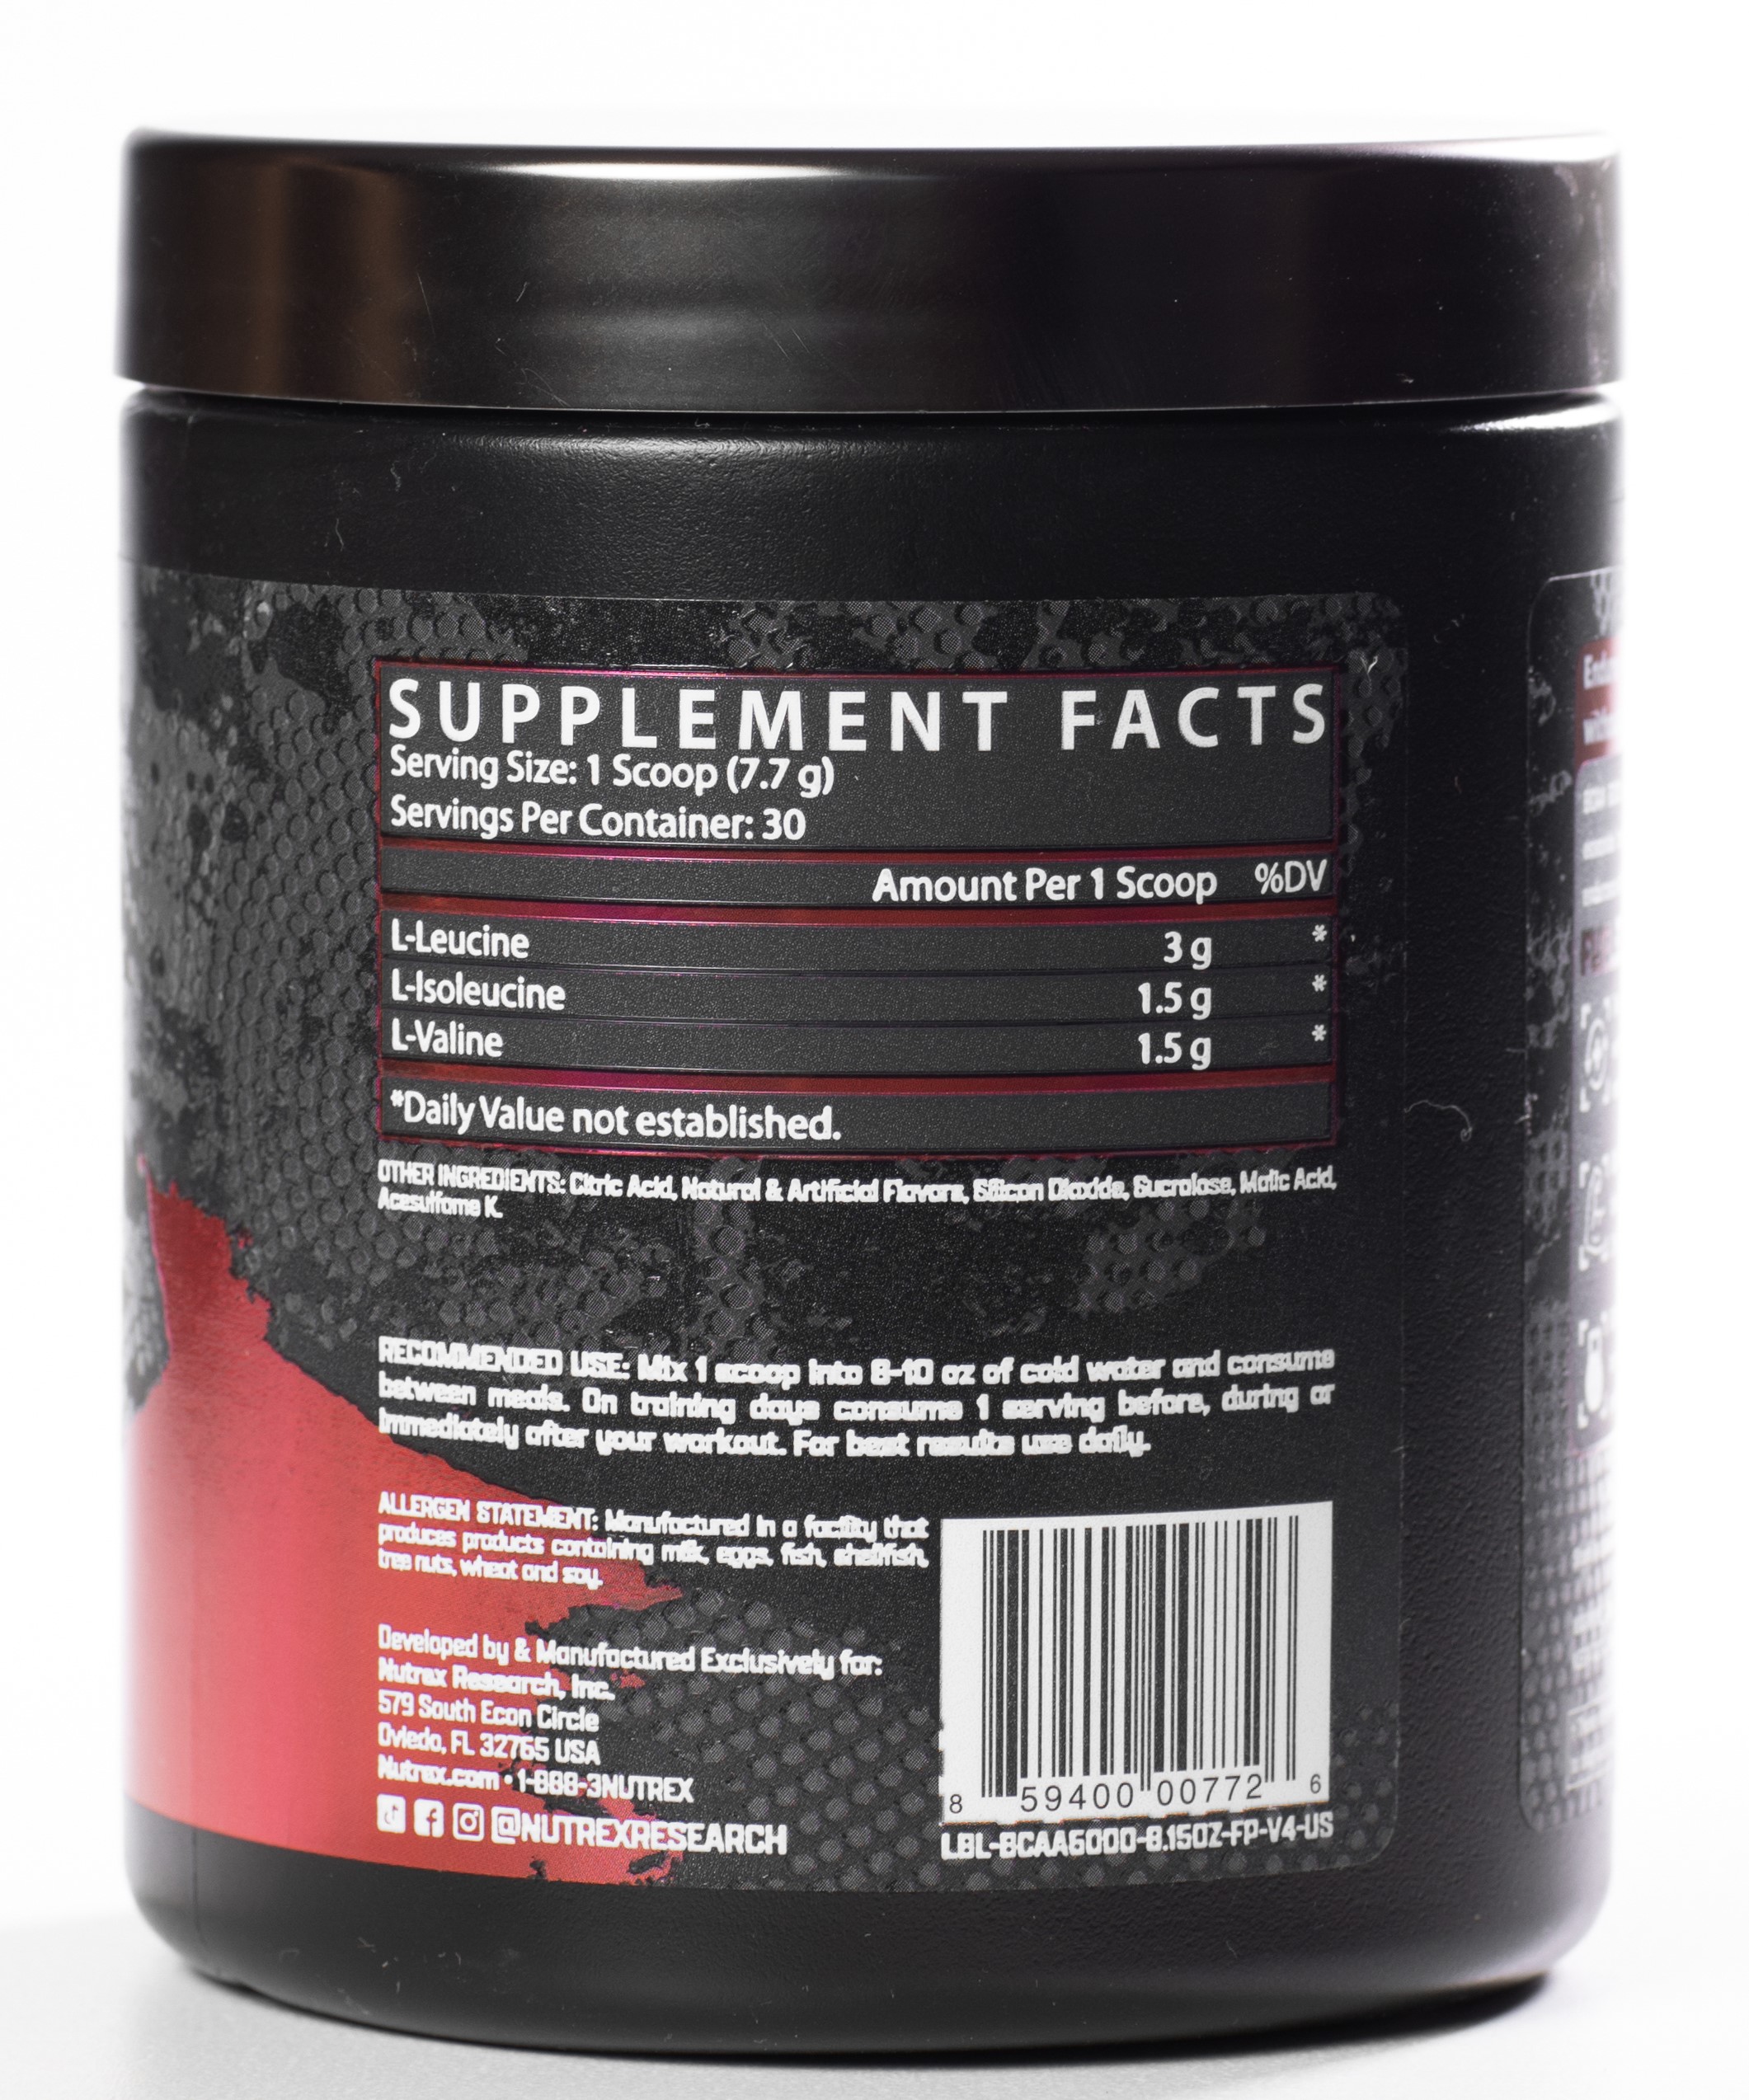 SUPPLEMENT FACTS
Serving Size: 1 Scoop (7.7 g)
Servings Per Container: 30
Amount Per 1 Scoop %DV
L-Leucine 3 g *
L-Isoleucine 1.5 g *
L-Valine 1.5 g *
*Daily Value not established.
OTHER INGREDIENTS: Citric Acid, Natural & Artificial Flavors, Silicon Dioxide, Sucralose, Malic Acid,
Acesulfame K.
RECOMMENDED USE: Mix 1 scoop into 8-10 oz of cold water and consume
between meals. On training days consume 1 serving before, during or
immediately after your workout. For best results use daily.
ALLERGEN STATEMENT: Manufactured in a facility that
produces products containing milk, eggs, fish, shellfish,
tree nuts, wheat and soy.
Developed by & Manufactured Exclusively for:
Nutrex Research, Inc.
579 South Econ Circle
Oviedo, FL 32765 USA
Nutrex.com • 1-888-3NUTREX
@NUTREXRESEARCH
8 59400 00772 6
LBL-BCAA6000-8.15OZ-FP-V4-US